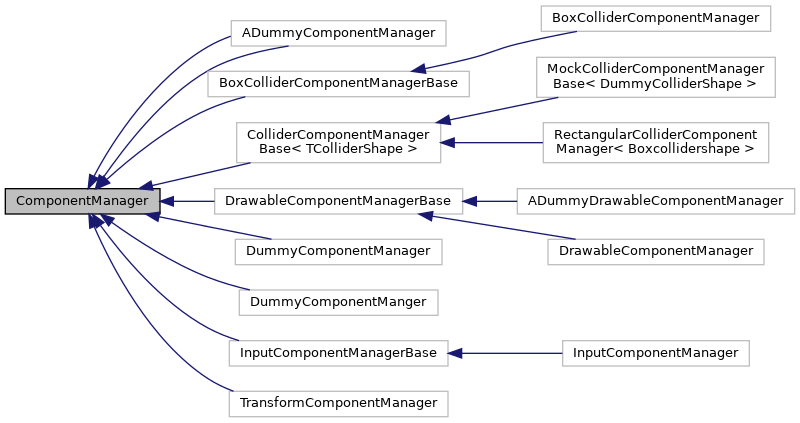 ComponentManager
ADummyComponentManager
BoxColliderComponentManagerBase
BoxColliderComponentManager
ColliderComponentManager
Base< TColliderShape >
MockColliderComponentManager
Base< DummyColliderShape >
RectangularColliderComponent
Manager< Boxcollidershape >
DrawableComponentManagerBase
ADummyDrawableComponentManager
DrawableComponentManager
DummyComponentManager
DummyComponentManger
InputComponentManagerBase
InputComponentManager
TransformComponentManager